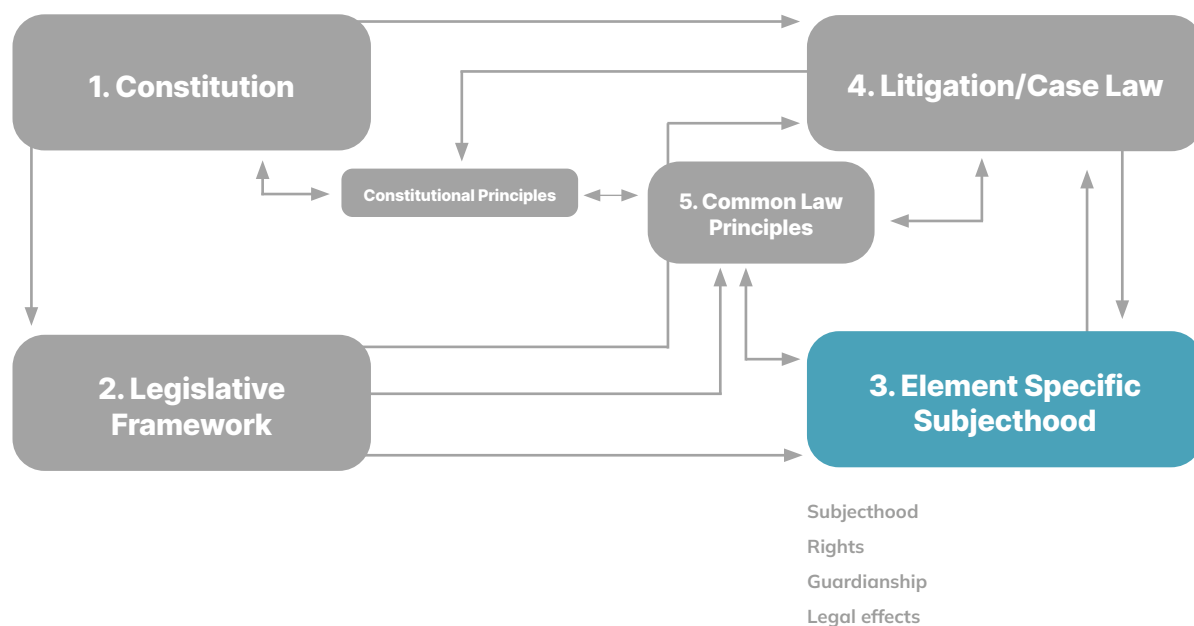 1. Constitution
4. Litigation/Case Law
Constitutional Principles
5. Common Law
Principles
2. Legislative
Framework
3. Element Specific
Subjecthood
Subjecthood
Rights
Guardianship
Legal effects